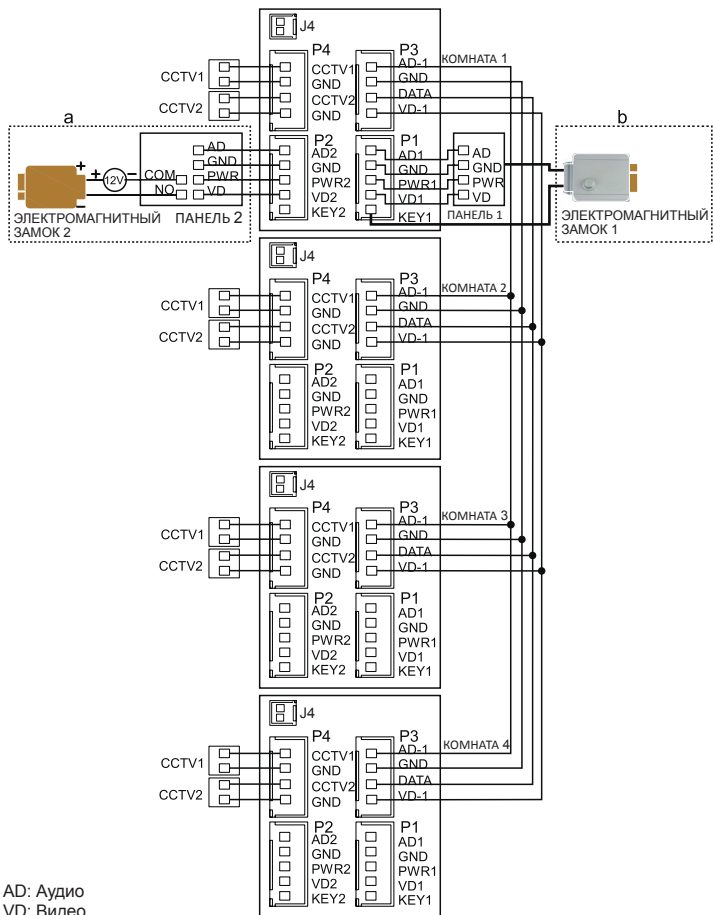 J4
P4
CCTV1
GND
CCTV2
GND
P3
AD-1
GND
DATA
VD-1
КОМНАТА 1
CCTV1
CCTV2
P2
AD2
GND
PWR2
VD2
KEY2
P1
AD1
GND
PWR1
VD1
KEY1
a
+
+
12V
−
−
COM
NO
AD
GND
PWR
VD
ЭЛЕКТРОМАГНИТНЫЙ
ЗАМОК 2
ПАНЕЛЬ 2
AD
GND
PWR
VD
ПАНЕЛЬ 1
b
ЭЛЕКТРОМАГНИТНЫЙ
ЗАМОК 1
J4
P4
CCTV1
GND
CCTV2
GND
P3
AD-1
GND
DATA
VD-1
КОМНАТА 2
CCTV1
CCTV2
P2
AD2
GND
PWR2
VD2
KEY2
P1
AD1
GND
PWR1
VD1
KEY1
J4
P4
CCTV1
GND
CCTV2
GND
P3
AD-1
GND
DATA
VD-1
КОМНАТА 3
CCTV1
CCTV2
P2
AD2
GND
PWR2
VD2
KEY2
P1
AD1
GND
PWR1
VD1
KEY1
J4
P4
CCTV1
GND
CCTV2
GND
P3
AD-1
GND
DATA
VD-1
КОМНАТА 4
CCTV1
CCTV2
P2
AD2
GND
PWR2
VD2
KEY2
P1
AD1
GND
PWR1
VD1
KEY1
AD: Аудио
VD: Видео